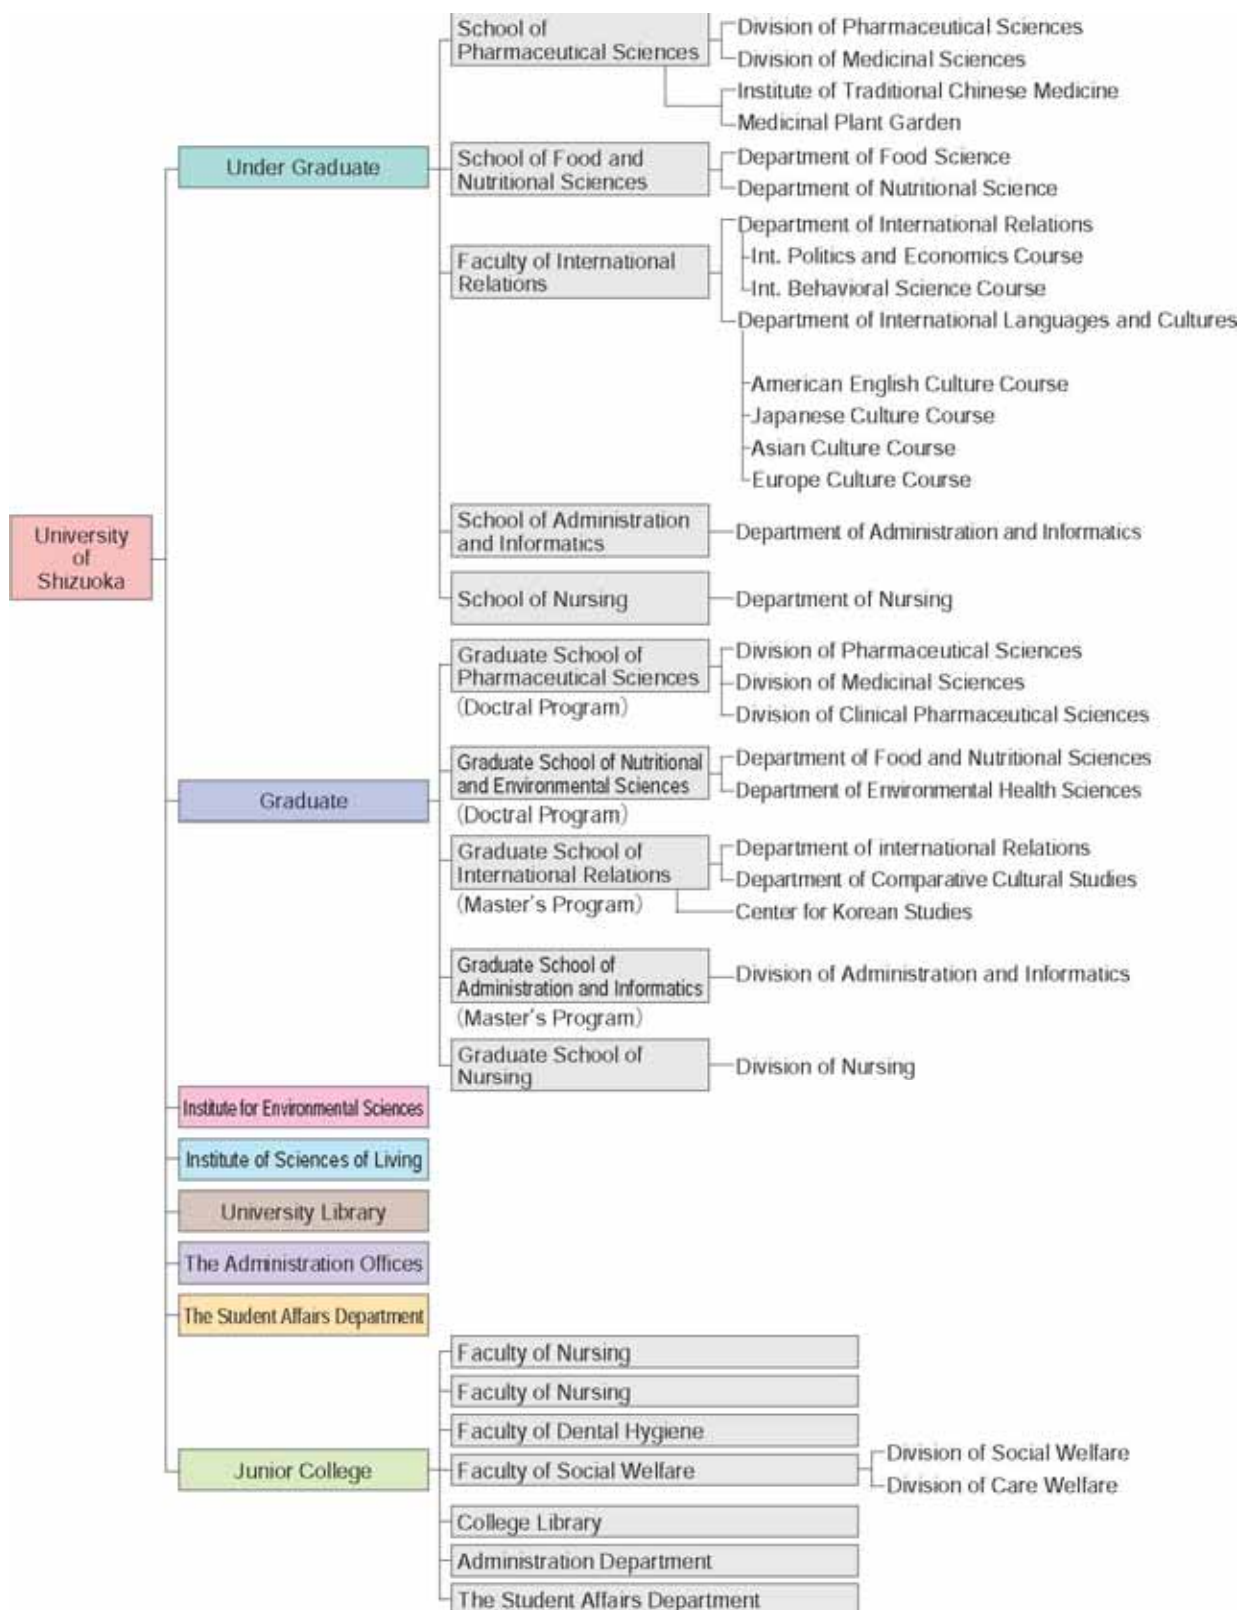 School of
Pharmaceutical Sciences
Division of Pharmaceutical Sciences
Division of Medicinal Sciences
Institute of Traditional Chinese Medicine
Medicinal Plant Garden
Under Graduate
School of Food and
Nutritional Sciences
Department of Food Science
Department of Nutritional Science
Faculty of International
Relations
Department of International Relations
Int. Politics and Economics Course
Int. Behavioral Science Course
Department of International Languages and Cultures
American English Culture Course
Japanese Culture Course
Asian Culture Course
Europe Culture Course
University
of
Shizuoka
School of Administration
and Informatics
Department of Administration and Informatics
School of Nursing
Department of Nursing
Graduate School of
Pharmaceutical Sciences
(Doctral Program)
Division of Pharmaceutical Sciences
Division of Medicinal Sciences
Division of Clinical Pharmaceutical Sciences
Graduate
Graduate School of Nutritional
and Environmental Sciences
(Doctral Program)
Department of Food and Nutritional Sciences
Department of Environmental Health Sciences
Graduate School of
International Relations
(Master's Program)
Department of international Relations
Department of Comparative Cultural Studies
Center for Korean Studies
Graduate School of
Administration and Informatics
(Master's Program)
Division of Administration and Informatics
Graduate School of
Nursing
Division of Nursing
Institute for Environmental Sciences
Institute of Sciences of Living
University Library
The Administration Offices
The Student Affairs Department
Junior College
Faculty of Nursing
Faculty of Nursing
Faculty of Dental Hygiene
Faculty of Social Welfare
Division of Social Welfare
Division of Care Welfare
College Library
Administration Department
The Student Affairs Department